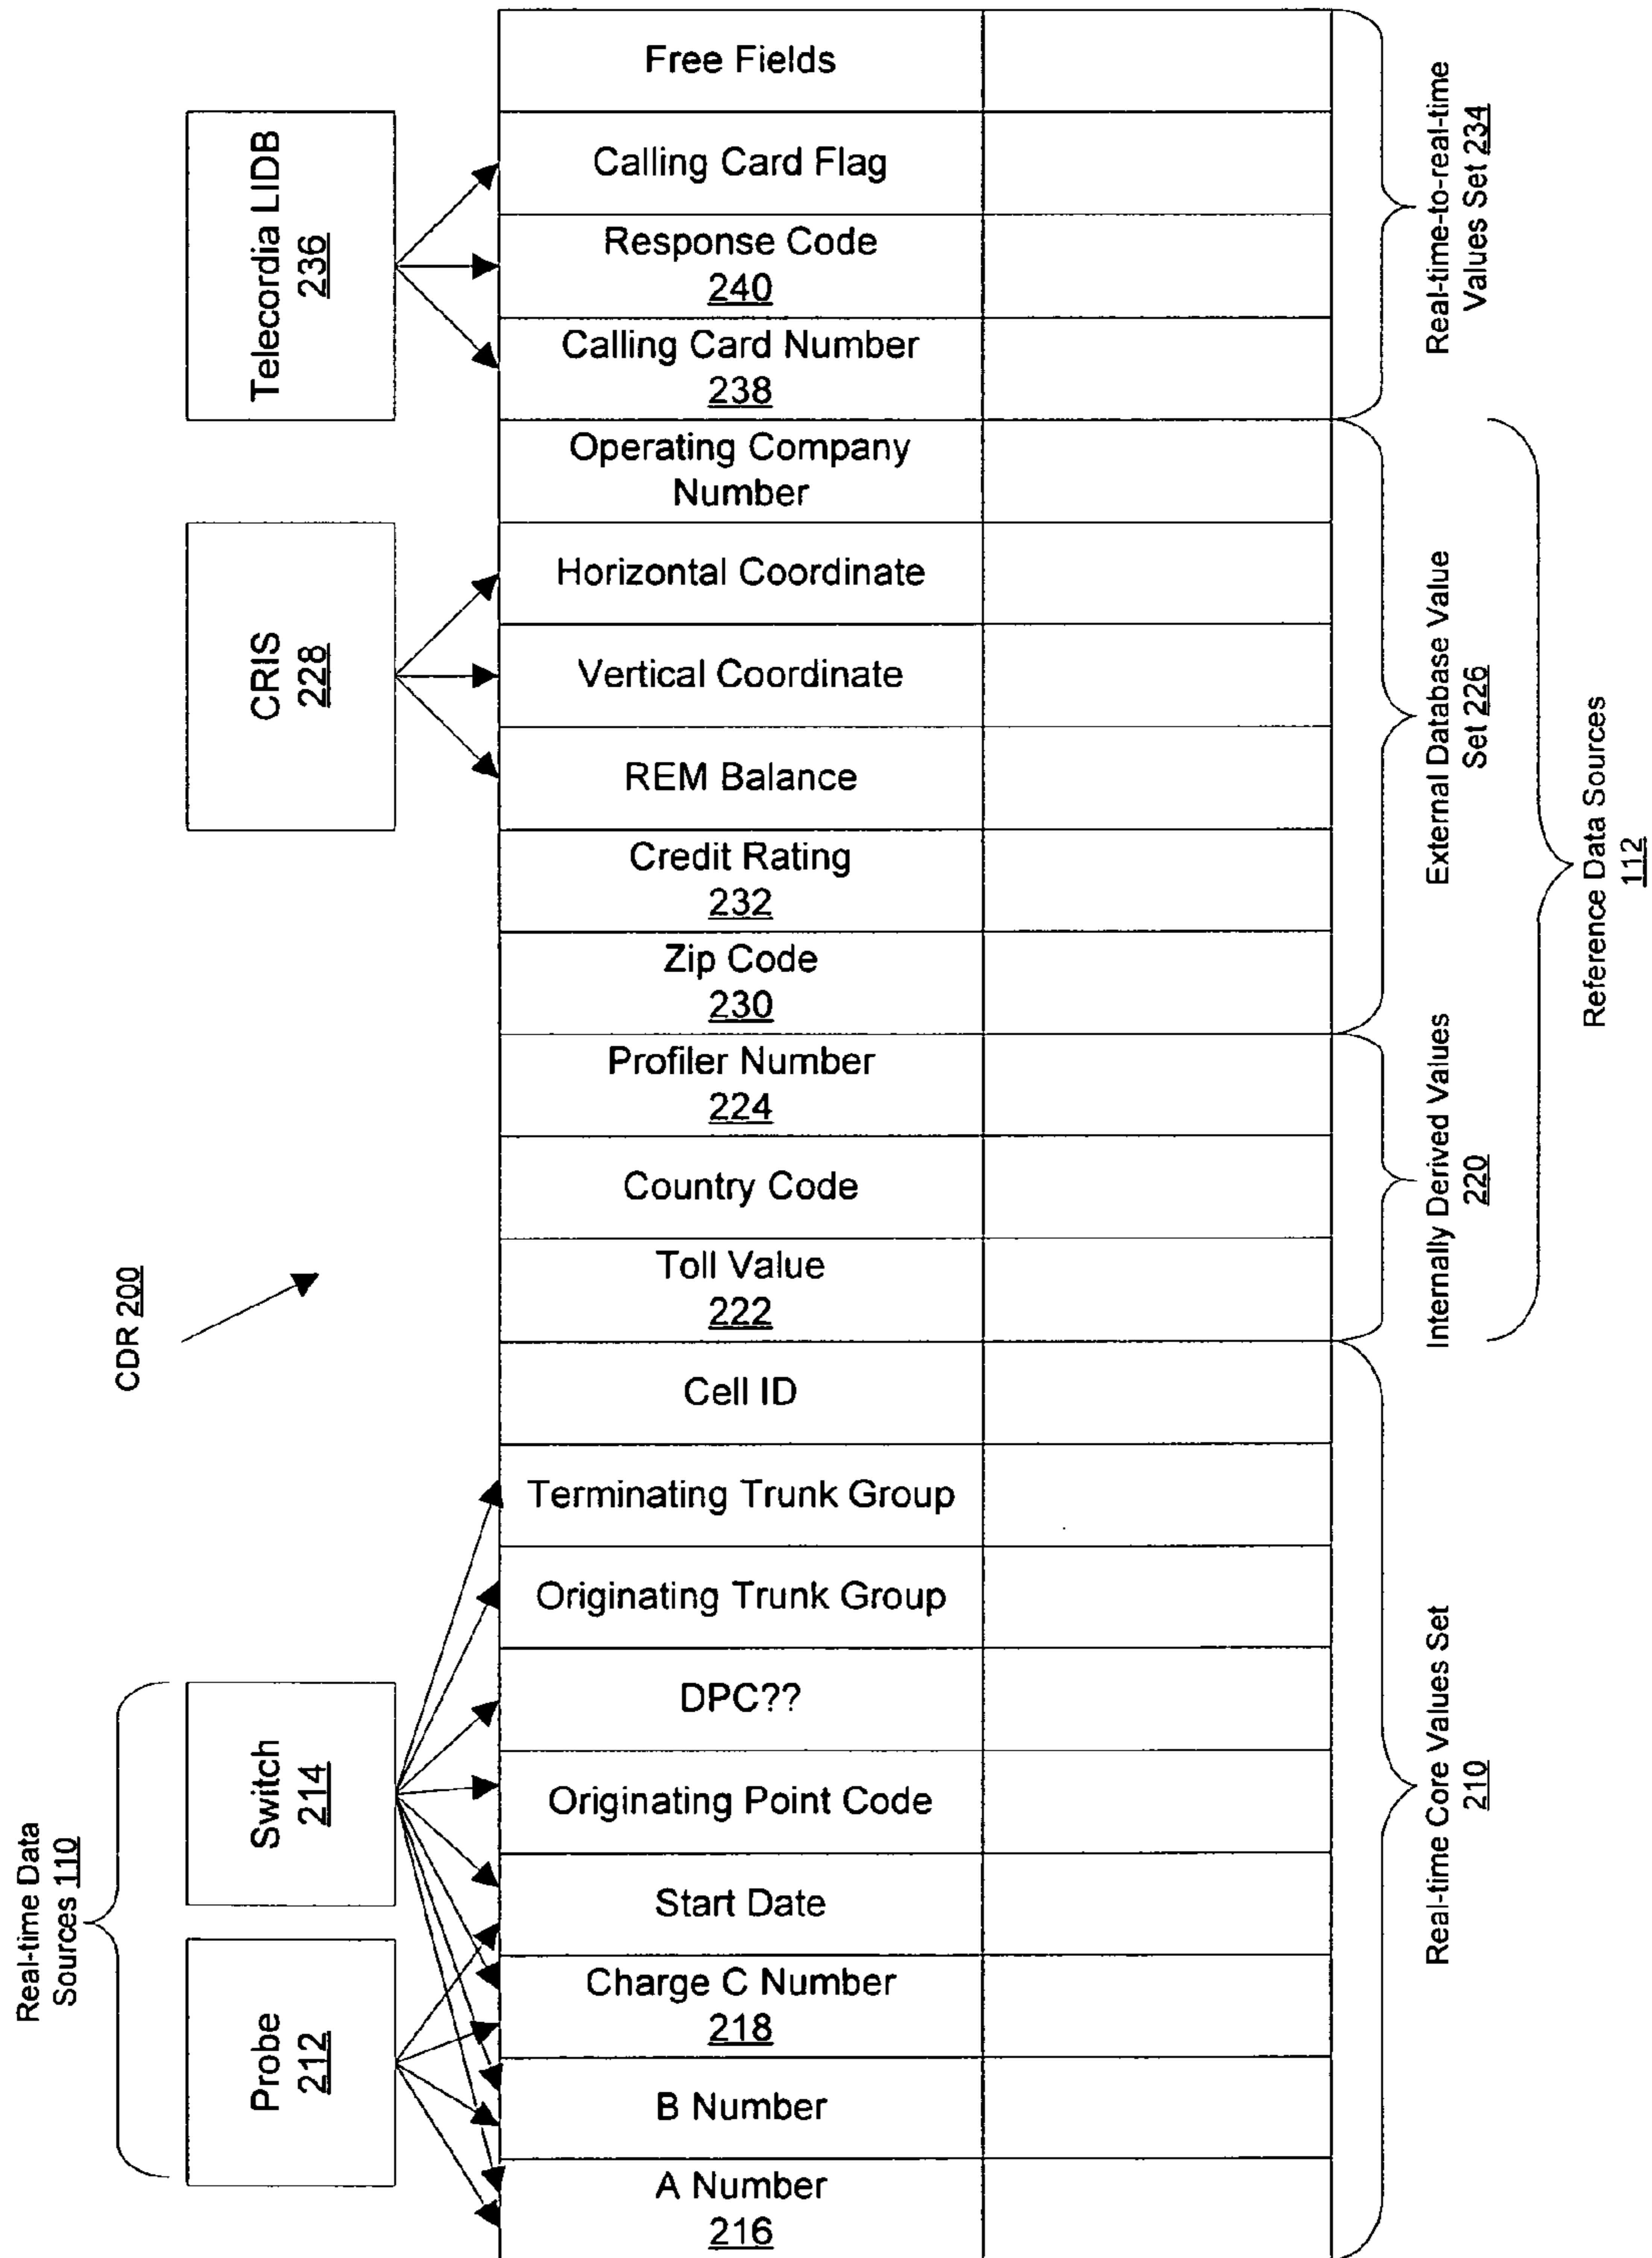 Free Fields
Calling Card Flag
Response Code
240
Calling Card Number
238
Operating Company
Number
Horizontal Coordinate
Vertical Coordinate
REM Balance
Credit Rating
232
Zip Code
230
Profiler Number
224
Country Code
Toll Value
222
Cell ID
Terminating Trunk Group
Originating Trunk Group
DPC??
Originating Point Code
Start Date
Charge C Number
218
B Number
A Number
216
Telecordia LIDB
236
CRIS
228
CDR 200
Real-time Data
Sources 110
Switch
214
Probe
212
Real-time-to-real-time
Values Set 234
External Database Value
Set 226
Internally Derived Values
220
Reference Data Sources
112
Real-time Core Values Set
210